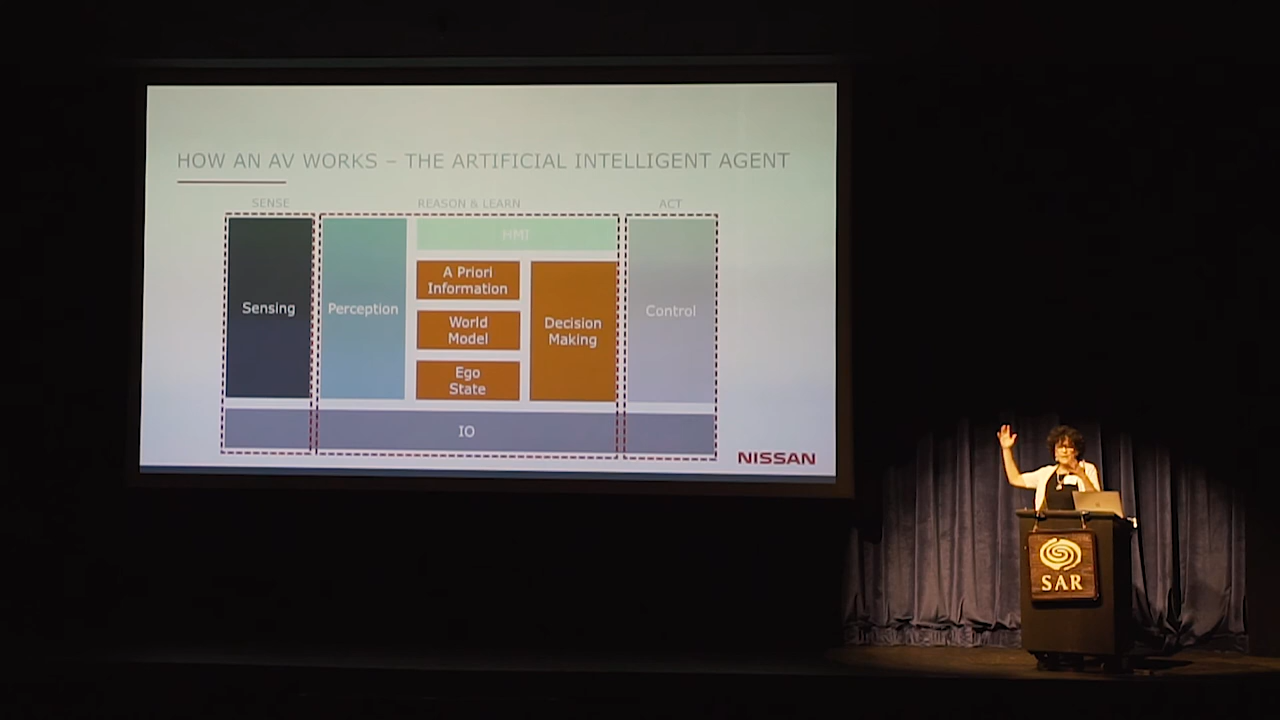 HOW AN AV WORKS – THE ARTIFICIAL INTELLIGENT AGENT
SENSE
REASON & LEARN
ACT
Sensing
Perception
HMI
A Priori
Information
World
Model
Ego
State
Decision
Making
Control
IO
NISSAN
SAR